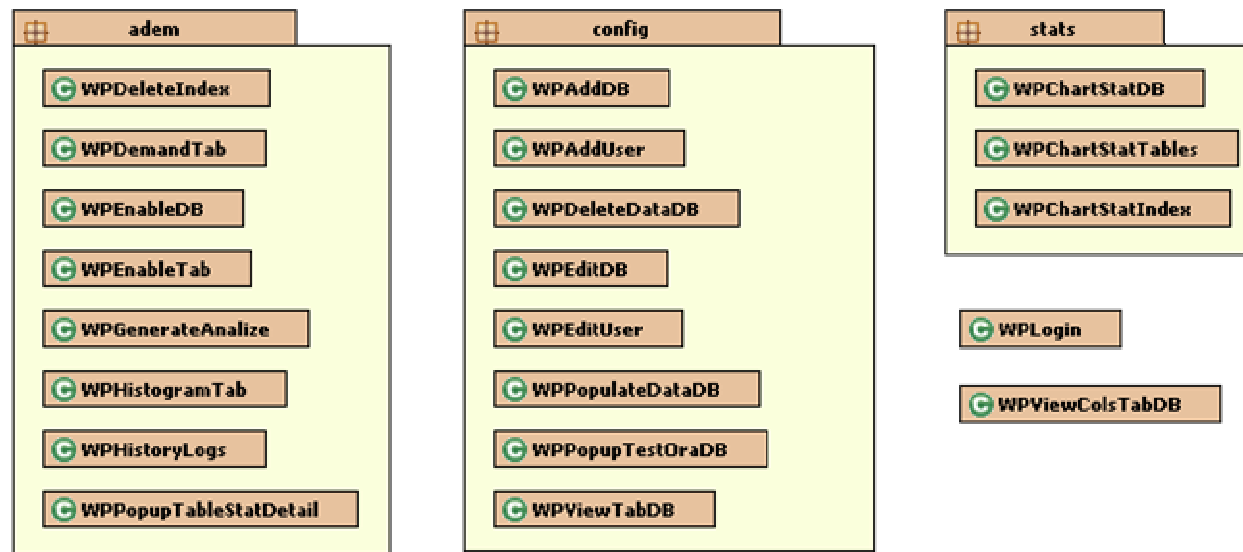 adem
WPDeleteIndex
WPDemandTab
WPEnableDB
WPEnableTab
WPGenerateAnalize
WPHistogramTab
WPHistoryLogs
WPPopupTableStatDetail
config
WPAddDB
WPAddUser
WPDeleteDataDB
WPEditDB
WPEditUser
WPPopulateDataDB
WPPopupTestOraDB
WPViewTabDB
stats
WPChartStatDB
WPChartStatTables
WPChartStatIndex
WPLogin
WPViewColsTabDB